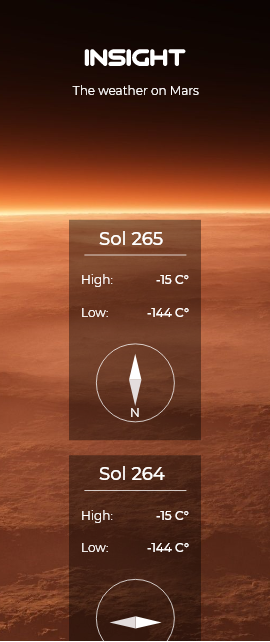 INSIGHT
The weather on Mars
Sol 265
High: -15 C°
Low: -144 C°
N
Sol 264
High: -15 C°
Low: -144 C°